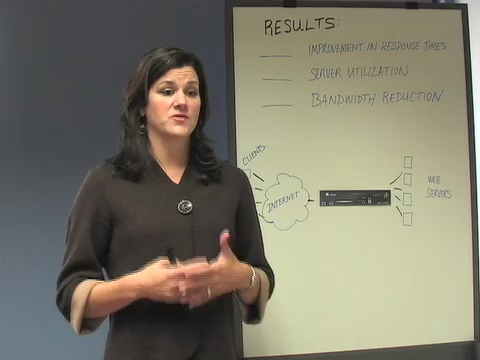 RESULTS:
IMPROVEMENT IN RESPONSE TIMES
SERVER UTILIZATION
BANDWIDTH REDUCTION
CLIENTS
INTERNET
WEB
SERVERS